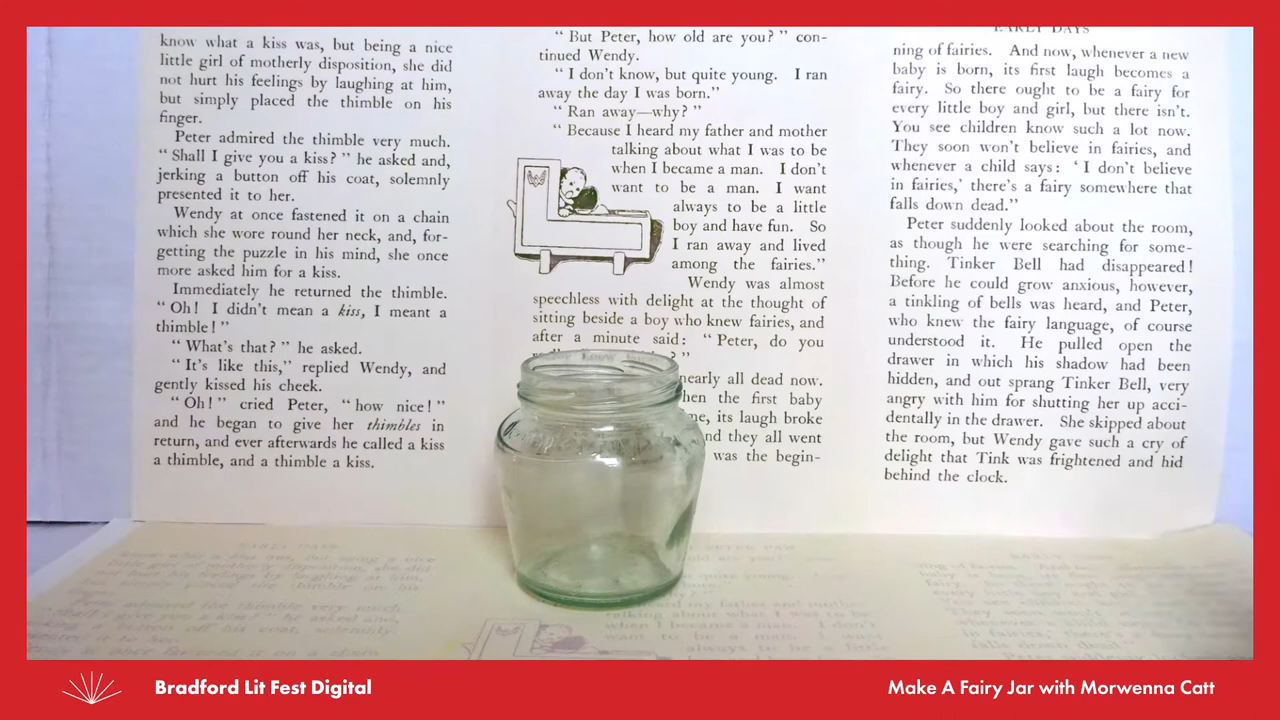 know what a kiss was, but being a nice
little girl of motherly disposition, she did
not hurt his feelings by laughing at him,
but simply placed the thimble on his
finger.
Peter admired the thimble very much.
“ Shall I give you a kiss? ” he asked and,
jerking a button off his coat, solemnly
presented it to her.
Wendy at once fastened it on a chain
which she wore round her neck, and, for-
getting the puzzle in his mind, she once
more asked him for a kiss.
Immediately he returned the thimble.
“ Oh! I didn’t mean a kiss, I meant a
thimble! ”
“ What’s that? ” he asked.
“ It’s like this,” replied Wendy, and
gently kissed his cheek.
“ Oh! ” cried Peter, “ how nice! ”
and he began to give her thimbles in
return, and ever afterwards he called a kiss
a thimble, and a thimble a kiss.
“ But Peter, how old are you? ” con-
tinued Wendy.
“ I don’t know, but quite young. I ran
away the day I was born.”
“ Ran away—why? ”
“ Because I heard my father and mother
talking about what I was to be
when I became a man. I don’t
want to be a man. I want
always to be a little
boy and have fun. So
I ran away and lived
among the fairies.”
Wendy was almost
speechless with delight at the thought of
sitting beside a boy who knew fairies, and
after a minute said: “ Peter, do you
nearly all dead now.
hen the first baby
me, its laugh broke
nd they all went
was the begin-
EARLY DAYS
ning of fairies. And now, whenever a new
baby is born, its first laugh becomes a
fairy. So there ought to be a fairy for
every little boy and girl, but there isn’t.
You see children know such a lot now.
They soon won’t believe in fairies, and
whenever a child says: ‘ I don’t believe
in fairies,’ there’s a fairy somewhere that
falls down dead.”
Peter suddenly looked about the room,
as though he were searching for some-
thing. Tinker Bell had disappeared!
Before he could grow anxious, however,
a tinkling of bells was heard, and Peter,
who knew the fairy language, of course
understood it. He pulled open the
drawer in which his shadow had been
hidden, and out sprang Tinker Bell, very
angry with him for shutting her up acci-
dentally in the drawer. She skipped about
the room, but Wendy gave such a cry of
delight that Tink was frightened and hid
behind the clock.
Bradford Lit Fest Digital
Make A Fairy Jar with Morwenna Catt